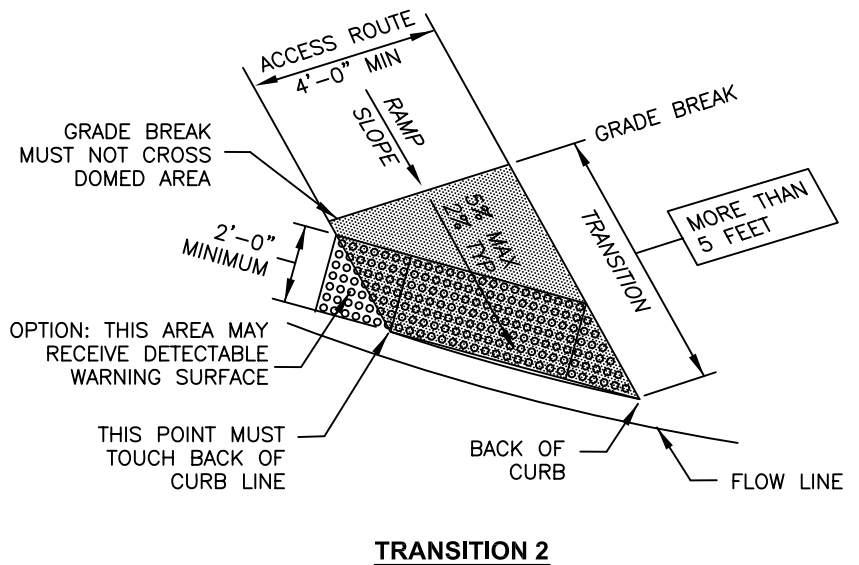 ACCESS ROUTE
4'-0" MIN
RAMP
SLOPE
GRADE BREAK
GRADE BREAK
MUST NOT CROSS
DOMED AREA
5% MAX
2% TYP
TRANSITION
MORE THAN
5 FEET
2'-0"
MINIMUM
OPTION: THIS AREA MAY
RECEIVE DETECTABLE
WARNING SURFACE
THIS POINT MUST
TOUCH BACK OF
CURB LINE
BACK OF
CURB
FLOW LINE
TRANSITION 2